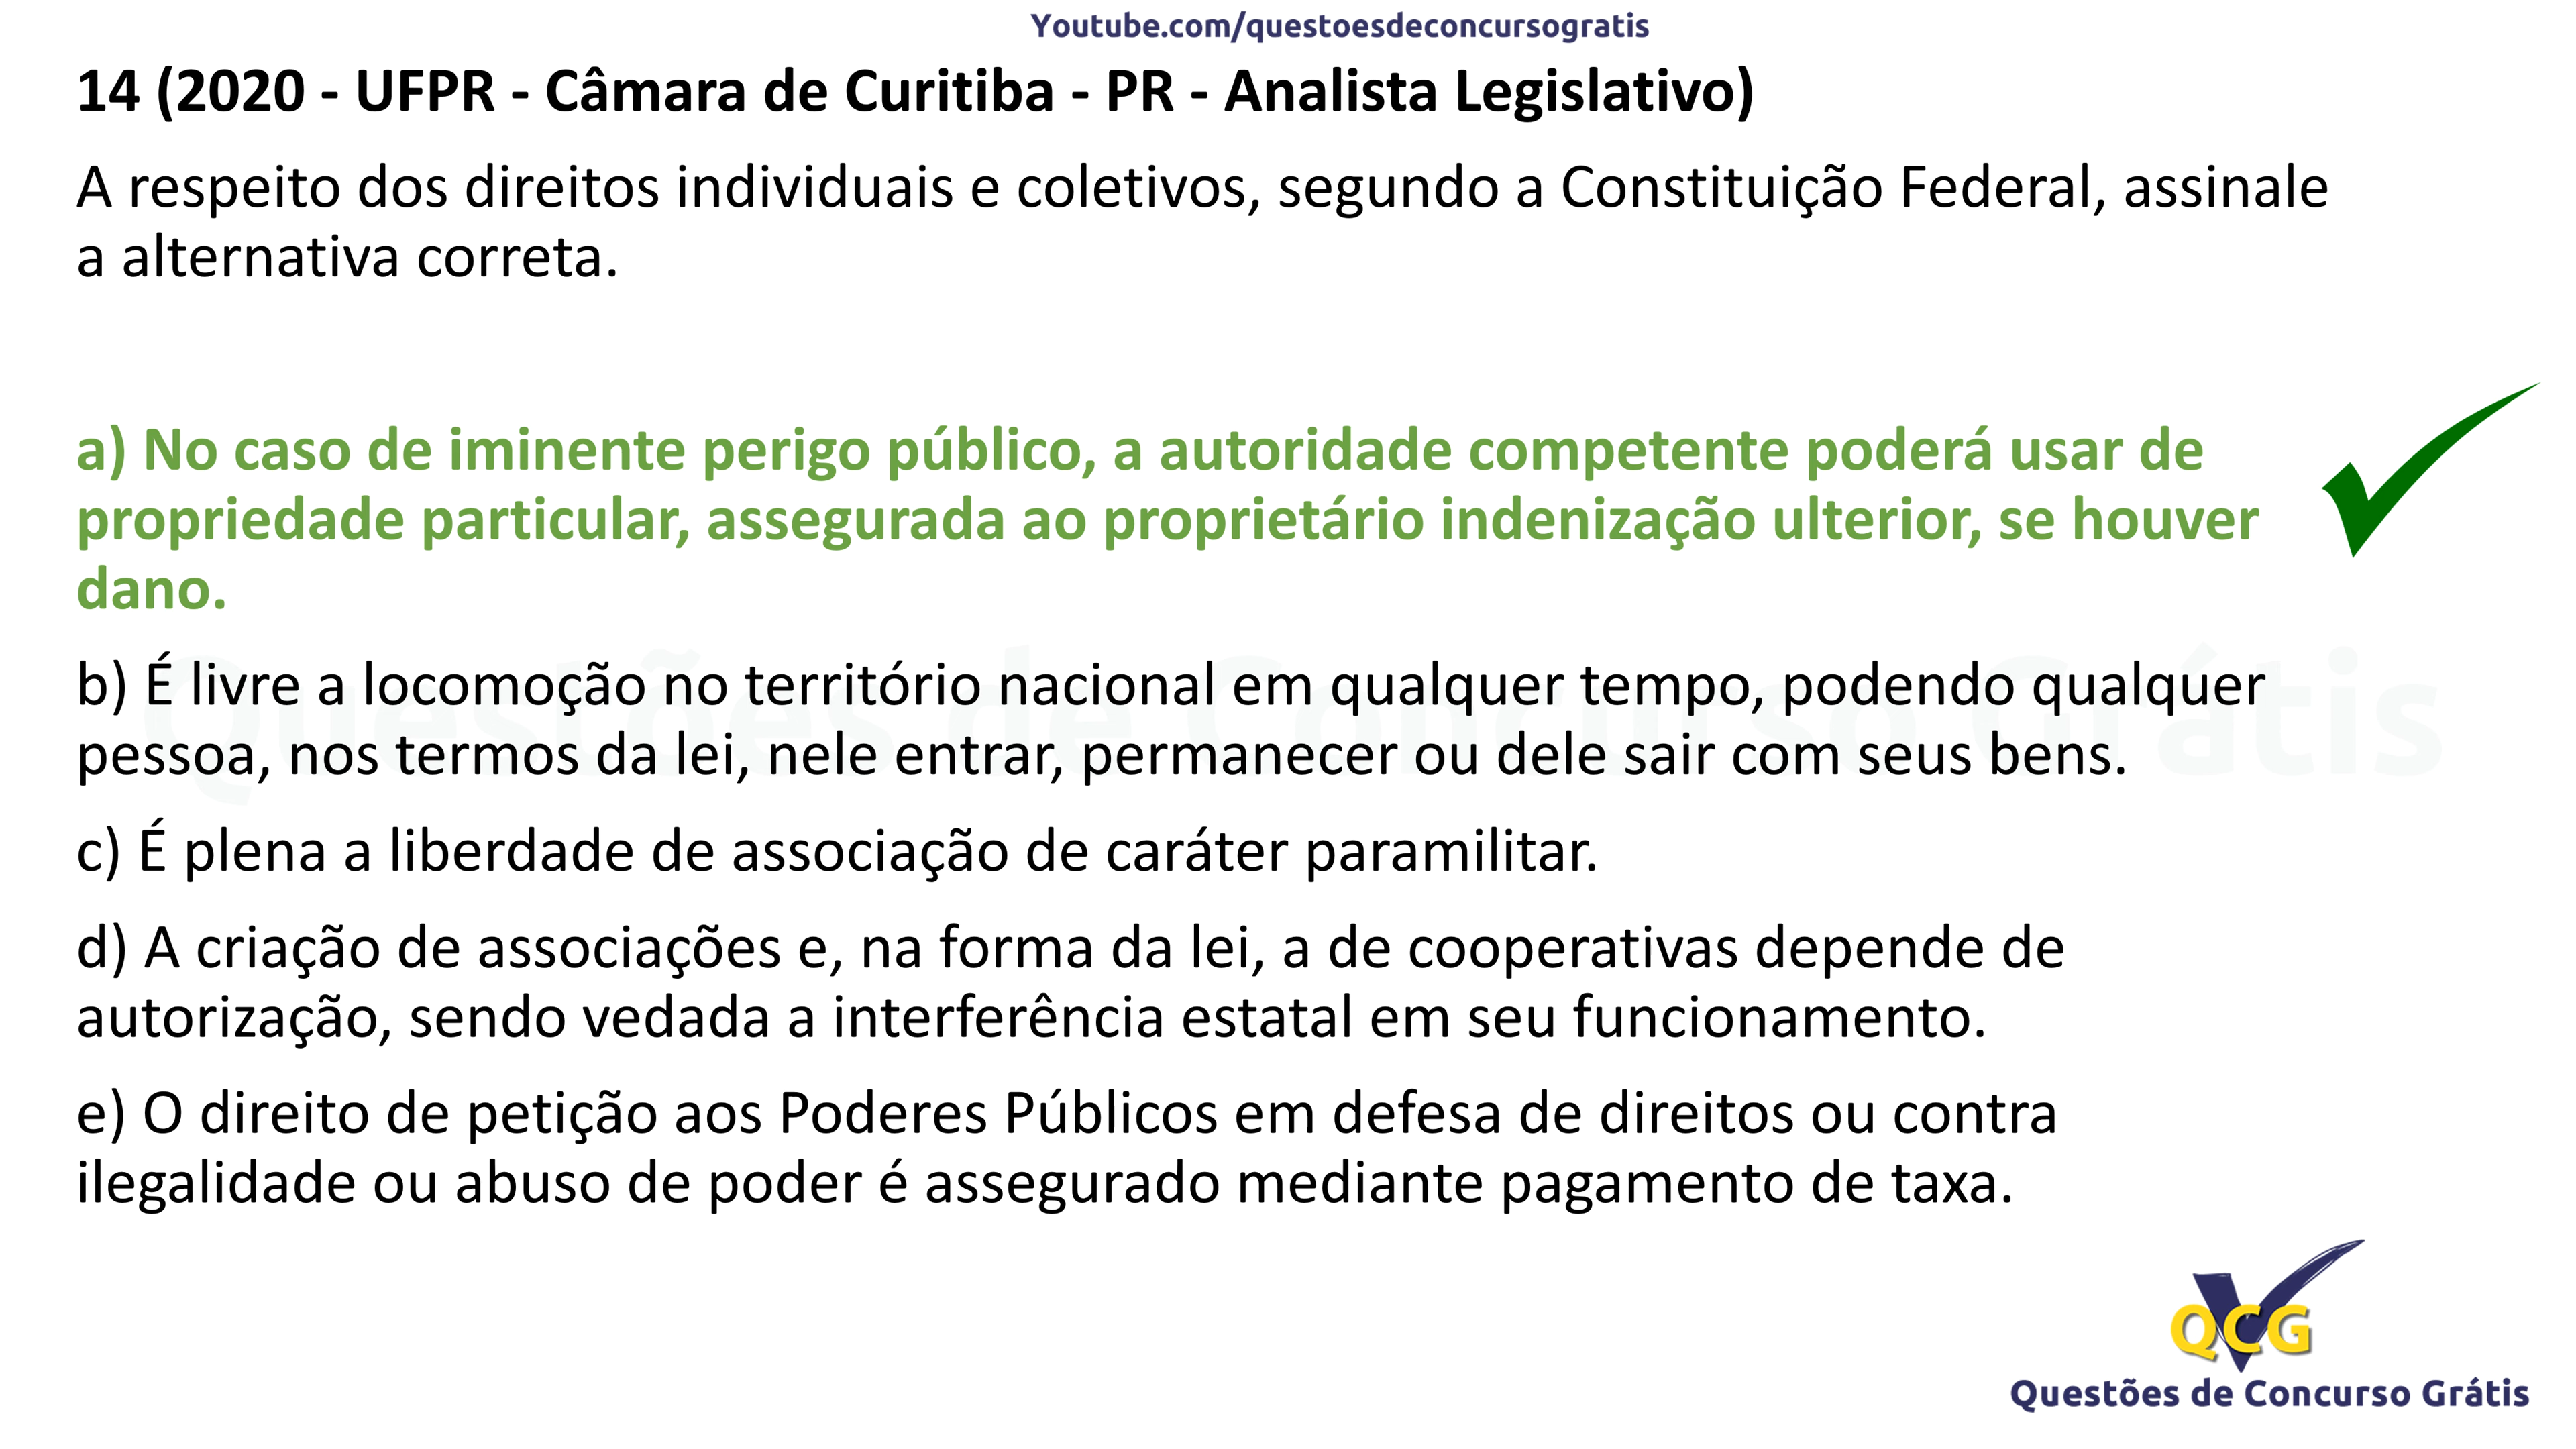 Youtube.com/questoesdeconcursogratis
14 (2020 - UFPR - Câmara de Curitiba - PR - Analista Legislativo)
A respeito dos direitos individuais e coletivos, segundo a Constituição Federal, assinale
a alternativa correta.
a) No caso de iminente perigo público, a autoridade competente poderá usar de
propriedade particular, assegurada ao proprietário indenização ulterior, se houver
dano.
Questões de Concurso Grátis
b) É livre a locomoção no território nacional em qualquer tempo, podendo qualquer
pessoa, nos termos da lei, nele entrar, permanecer ou dele sair com seus bens.
c) É plena a liberdade de associação de caráter paramilitar.
d) A criação de associações e, na forma da lei, a de cooperativas depende de
autorização, sendo vedada a interferência estatal em seu funcionamento.
e) O direito de petição aos Poderes Públicos em defesa de direitos ou contra
ilegalidade ou abuso de poder é assegurado mediante pagamento de taxa.
QCG
Questões de Concurso Grátis